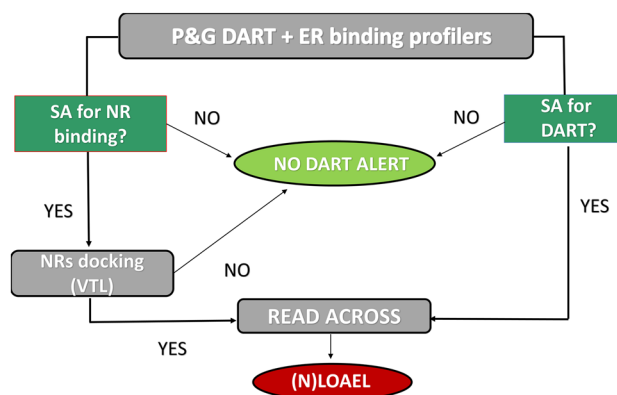 P&G DART + ER binding profilers
SA for NR
binding?
SA for
DART?
NO
NO
NO DART ALERT
YES
YES
NRs docking
(VTL)
NO
READ ACROSS
YES
(N)LOAEL